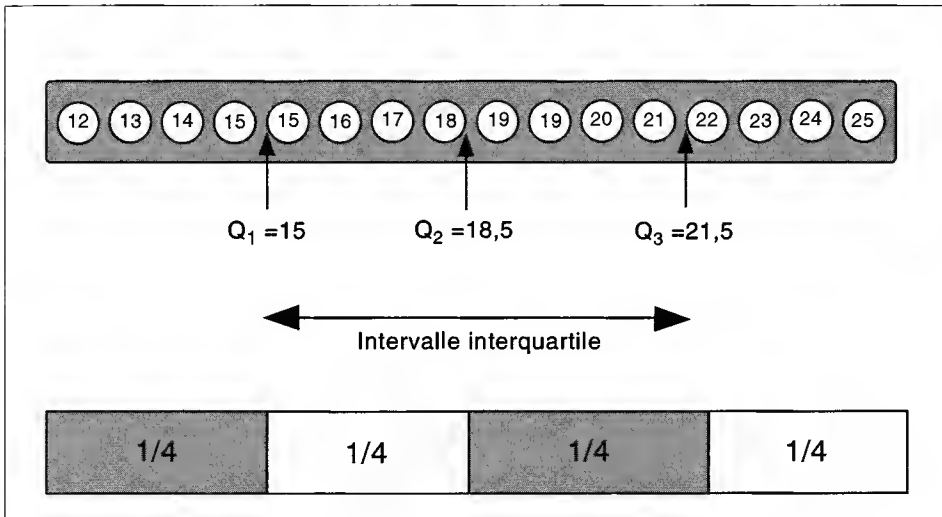 12 13 14 15 15 16 17 18 19 19 20 21 22 23 24 25
Q1 =15 Q2 =18,5 Q3 =21,5
Intervalle interquartile
1/4 1/4 1/4 1/4